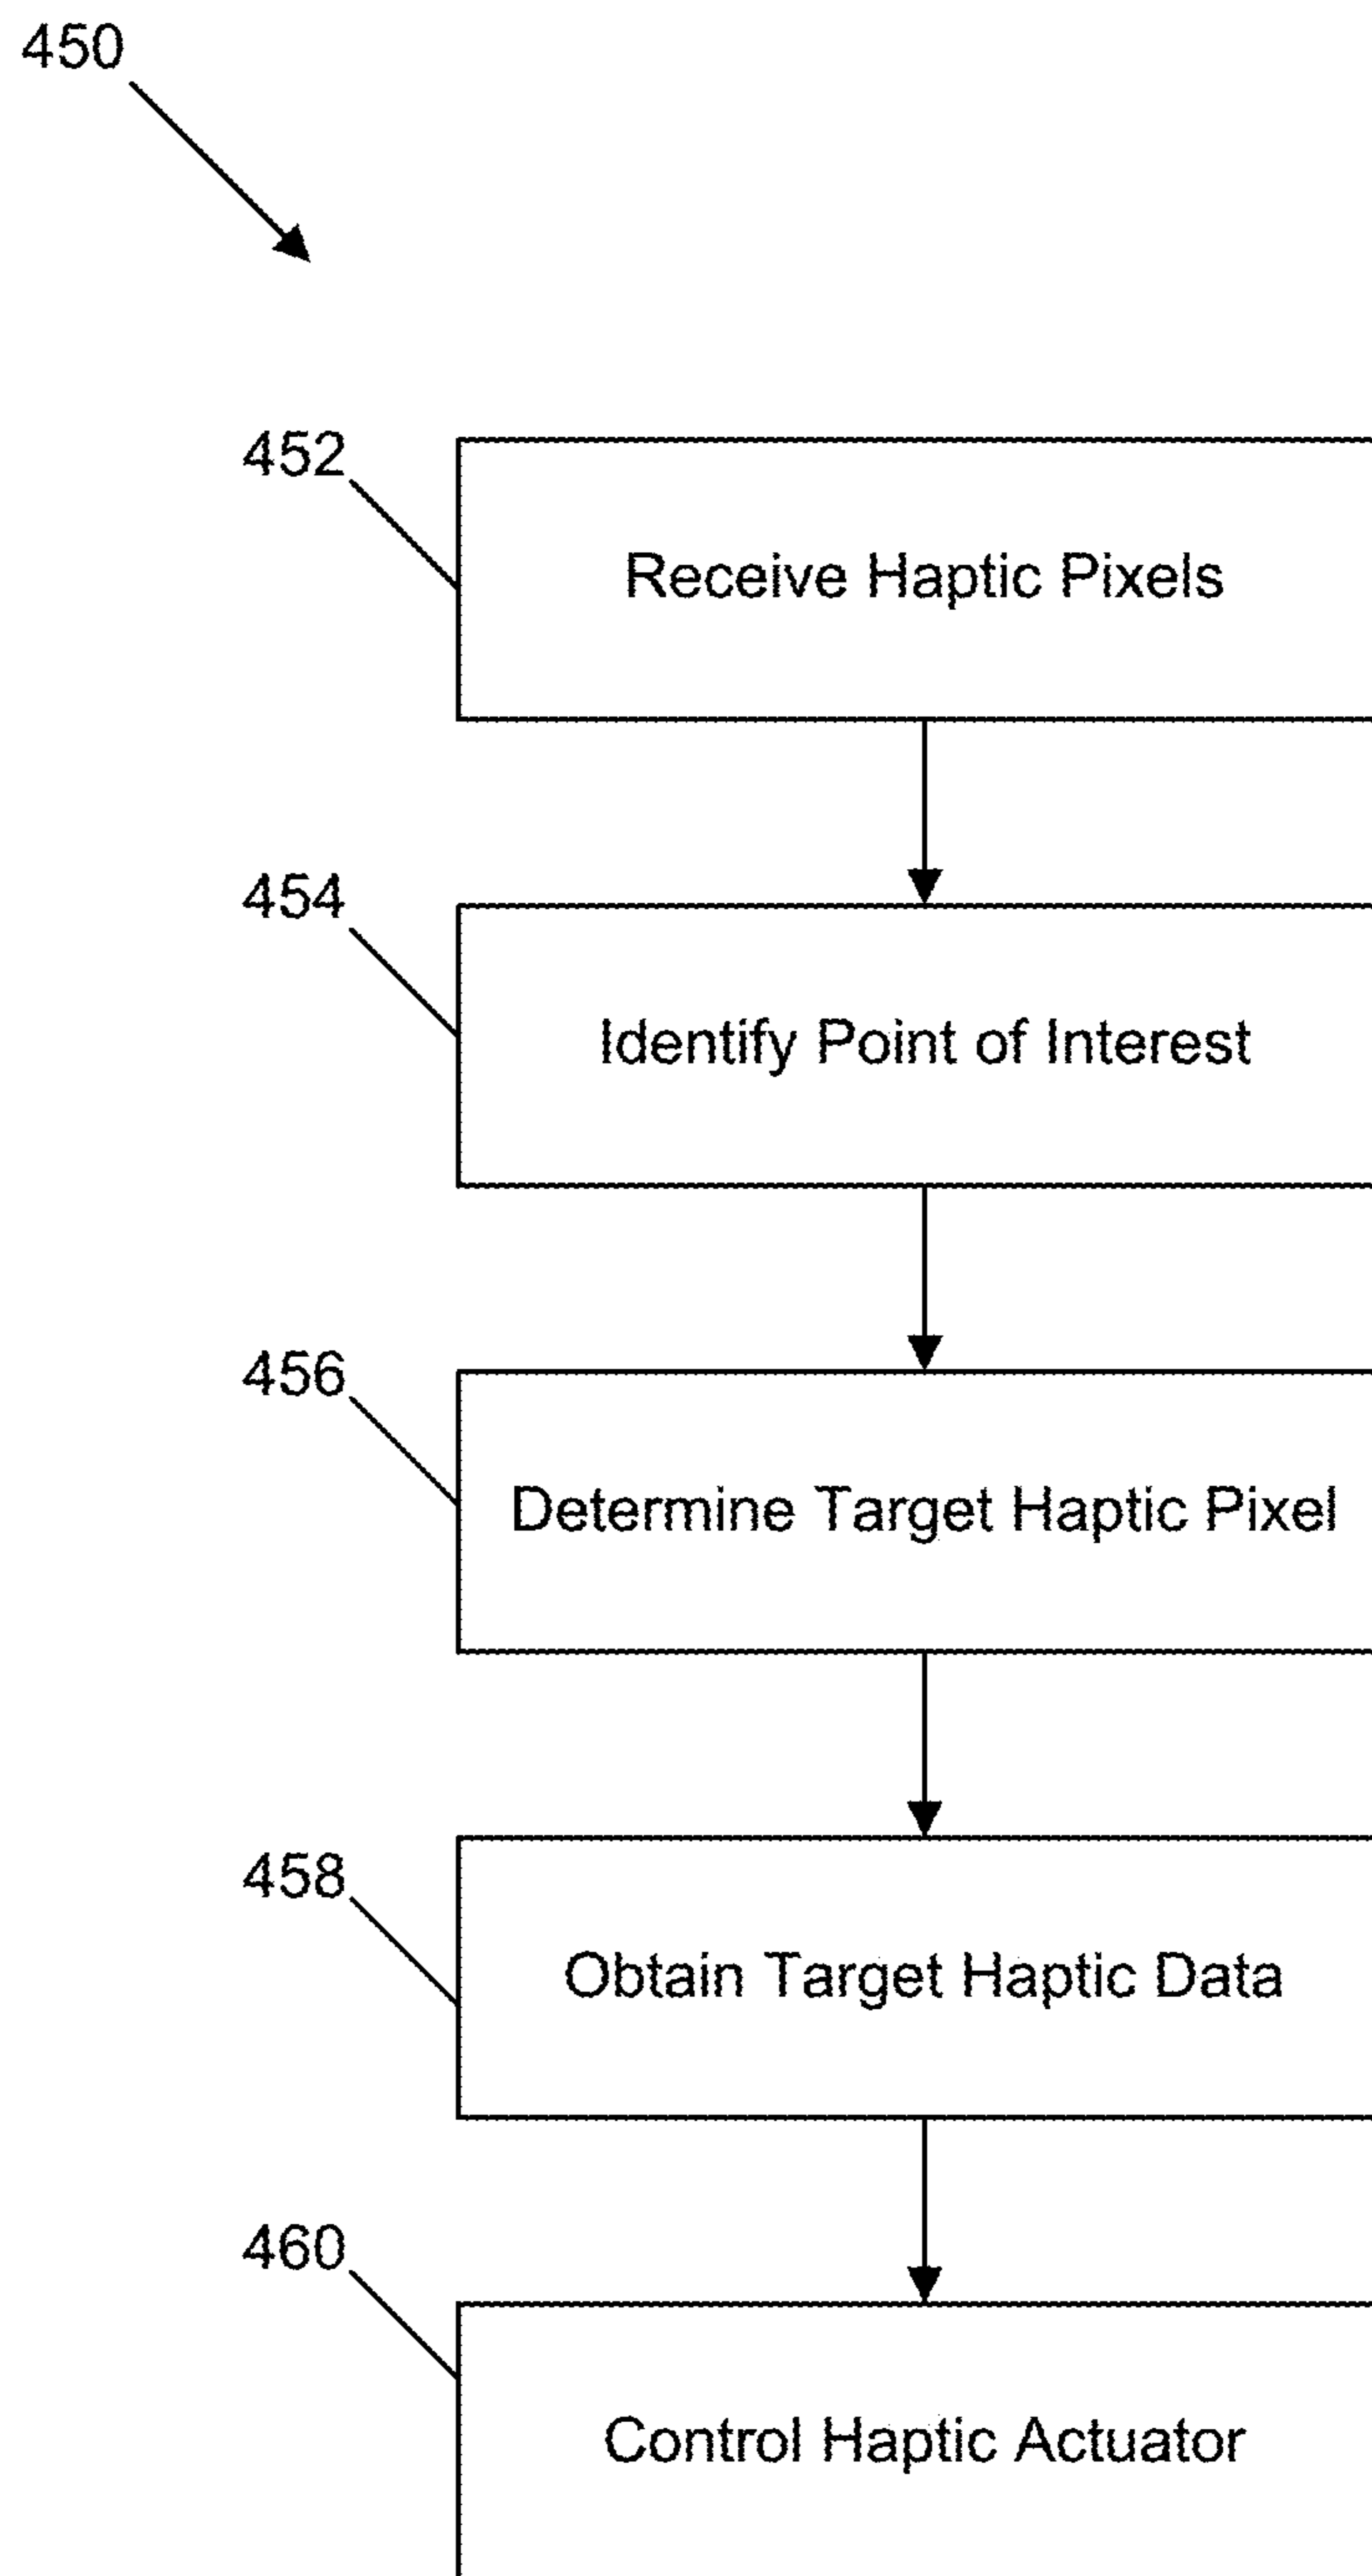 450
452
Receive Haptic Pixels
454
Identify Point of Interest
456
Determine Target Haptic Pixel
458
Obtain Target Haptic Data
460
Control Haptic Actuator